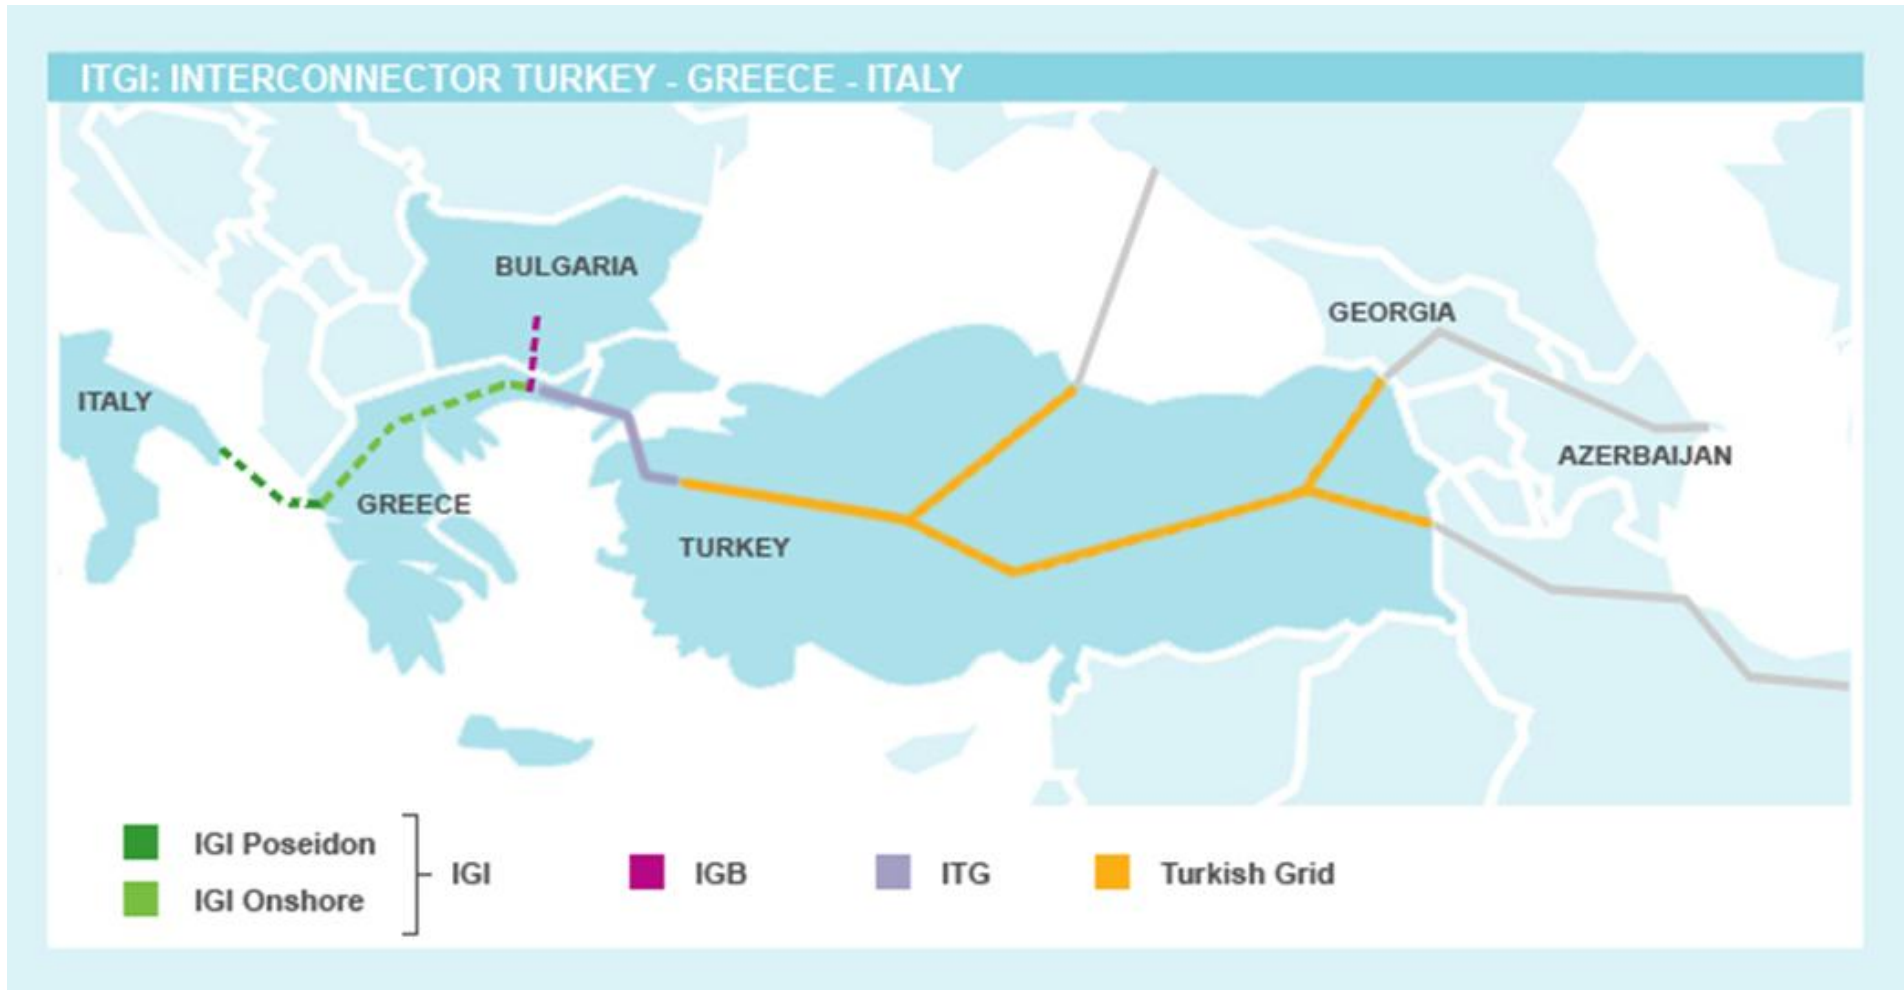 ITGI: INTERCONNECTOR TURKEY - GREECE - ITALY
BULGARIA
GEORGIA
ITALY
AZERBAIJAN
GREECE
TURKEY
IGI Poseidon
IGI Onshore
IGI
IGB
ITG
Turkish Grid